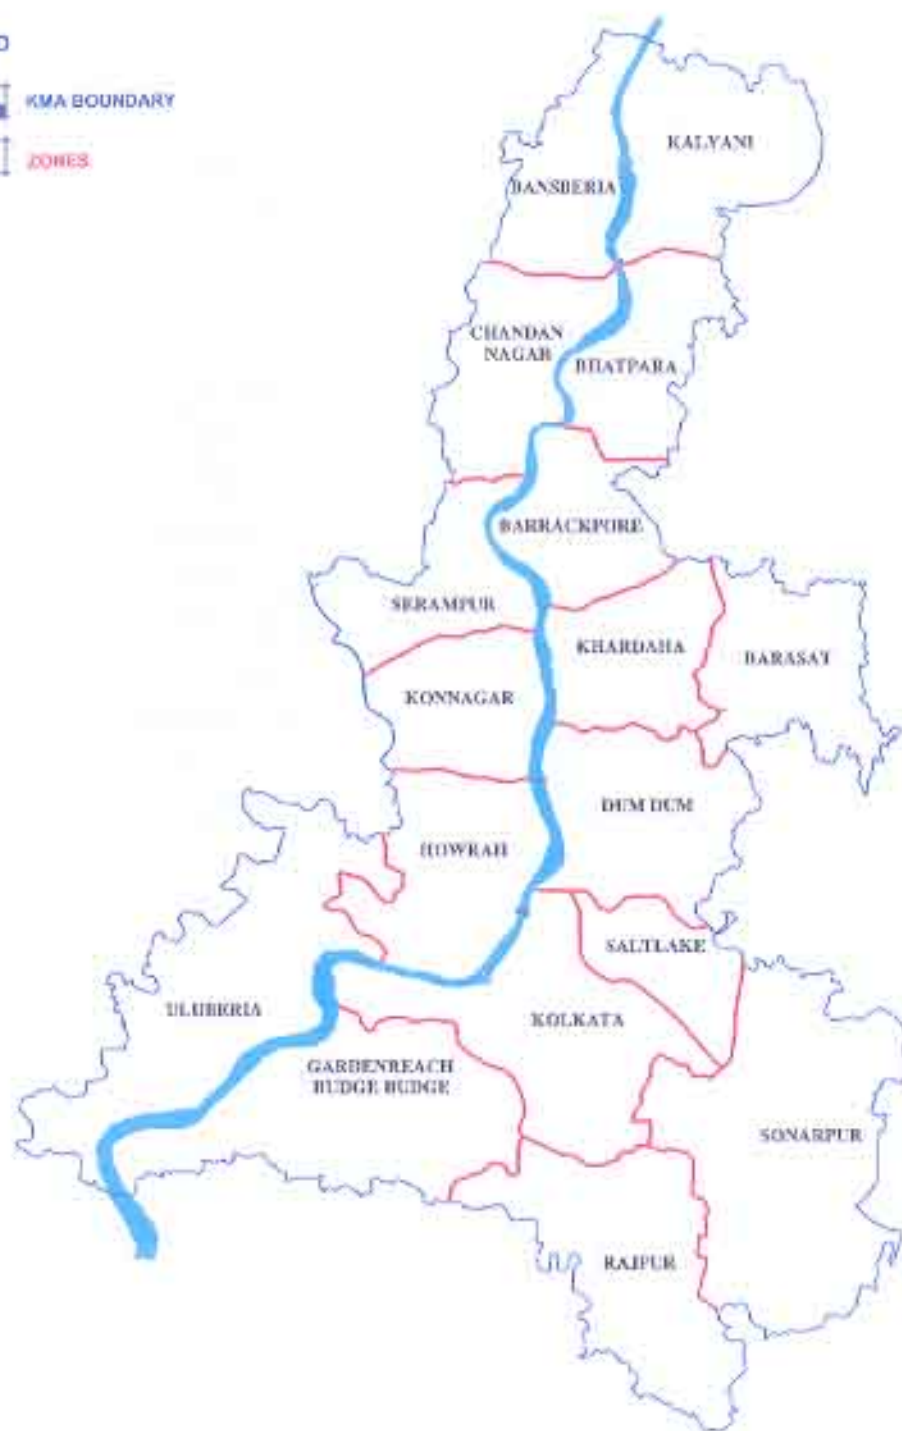 KMA BOUNDARY
ZONES
KALYANI
BANSBERIA
CHANDAN
NAGAR
BHATPARA
BARRACKPORE
SERAMPUR
KHARDAHA
BARASAT
KONNAGAR
DUM DUM
HOWRAH
SALTLAKE
ULUBERIA
KOLKATA
GARDENREACH
BUDGE BUDGE
SONARPUR
RAJPUR